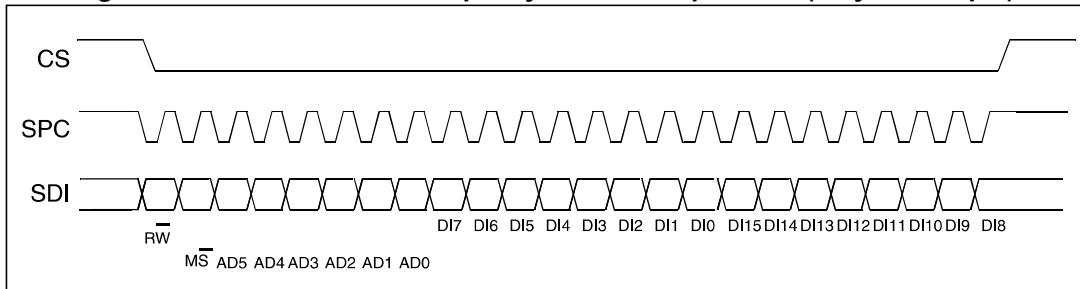 CS
SPC
SDI
DI7 DI6 DI5 DI4 DI3 DI2 DI1 DI0 DI15 DI14 DI13 DI12 DI11 DI10 DI9 DI8
RW
MS AD5 AD4 AD3 AD2 AD1 AD0